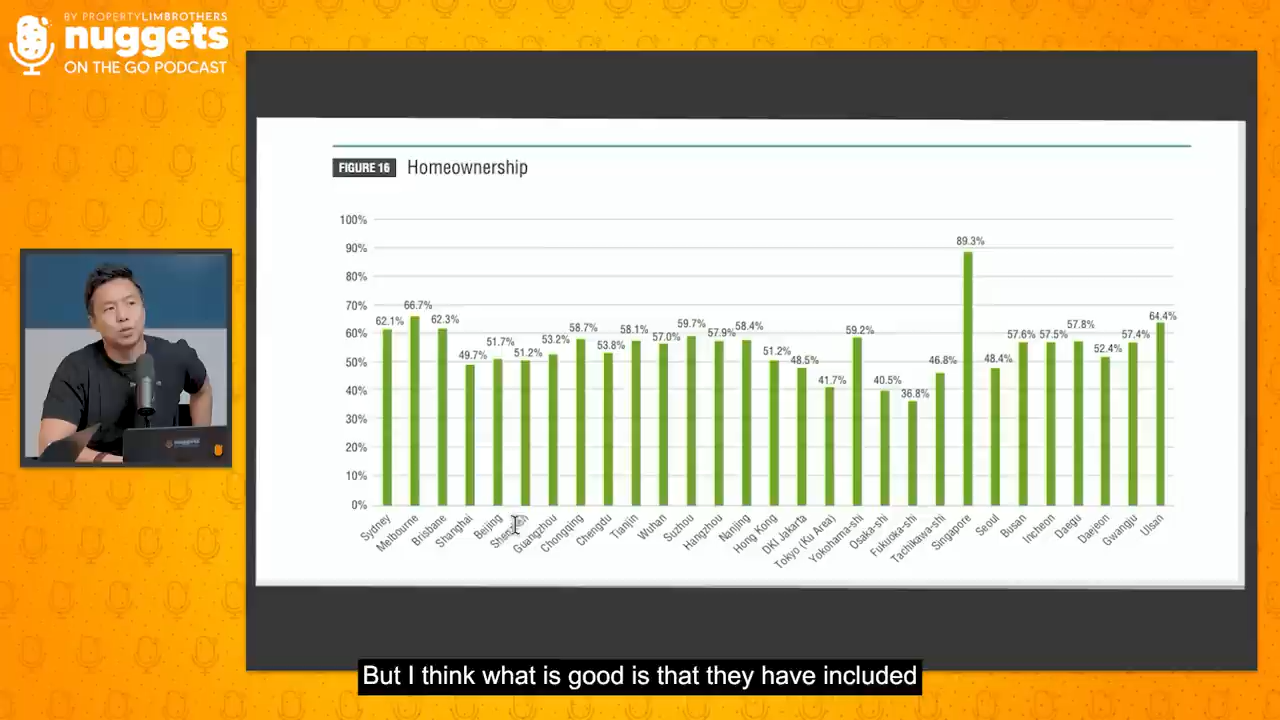 BY PROPERTYLIMBROTHERS
nuggets
ON THE GO PODCAST
FIGURE 16 Homeownership
100%
90%
80%
70%
60%
50%
40%
30%
20%
10%
0%
62.1%
66.7%
62.3%
49.7%
51.7%
51.2%
53.2%
58.7%
53.8%
58.1%
57.0%
59.7%
57.9%
58.4%
51.2%
48.5%
41.7%
59.2%
40.5%
36.8%
46.8%
89.3%
48.4%
57.6%
57.5%
57.8%
52.4%
57.4%
64.4%
Sydney
Melbourne
Brisbane
Shanghai
Beijing
Guangzhou
Chongqing
Chengdu
Tianjin
Wuhan
Suzhou
Hangzhou
Nanjing
Hong Kong
DKI Jakarta
Tokyo (Ku Area)
Yokohama-shi
Osaka-shi
Fukuoka-shi
Tachikawa-shi
Singapore
Seoul
Busan
Incheon
Daegu
Daejeon
Gwangju
Ulsan
nuggets
But I think what is good is that they have included